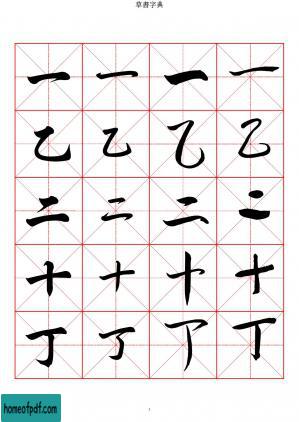 草書字典
一 一 一 一
乙 乙 乙 乙
二 二 二 二
十 十 十 十
丁 丁 丁 丁
homeofpdf.com